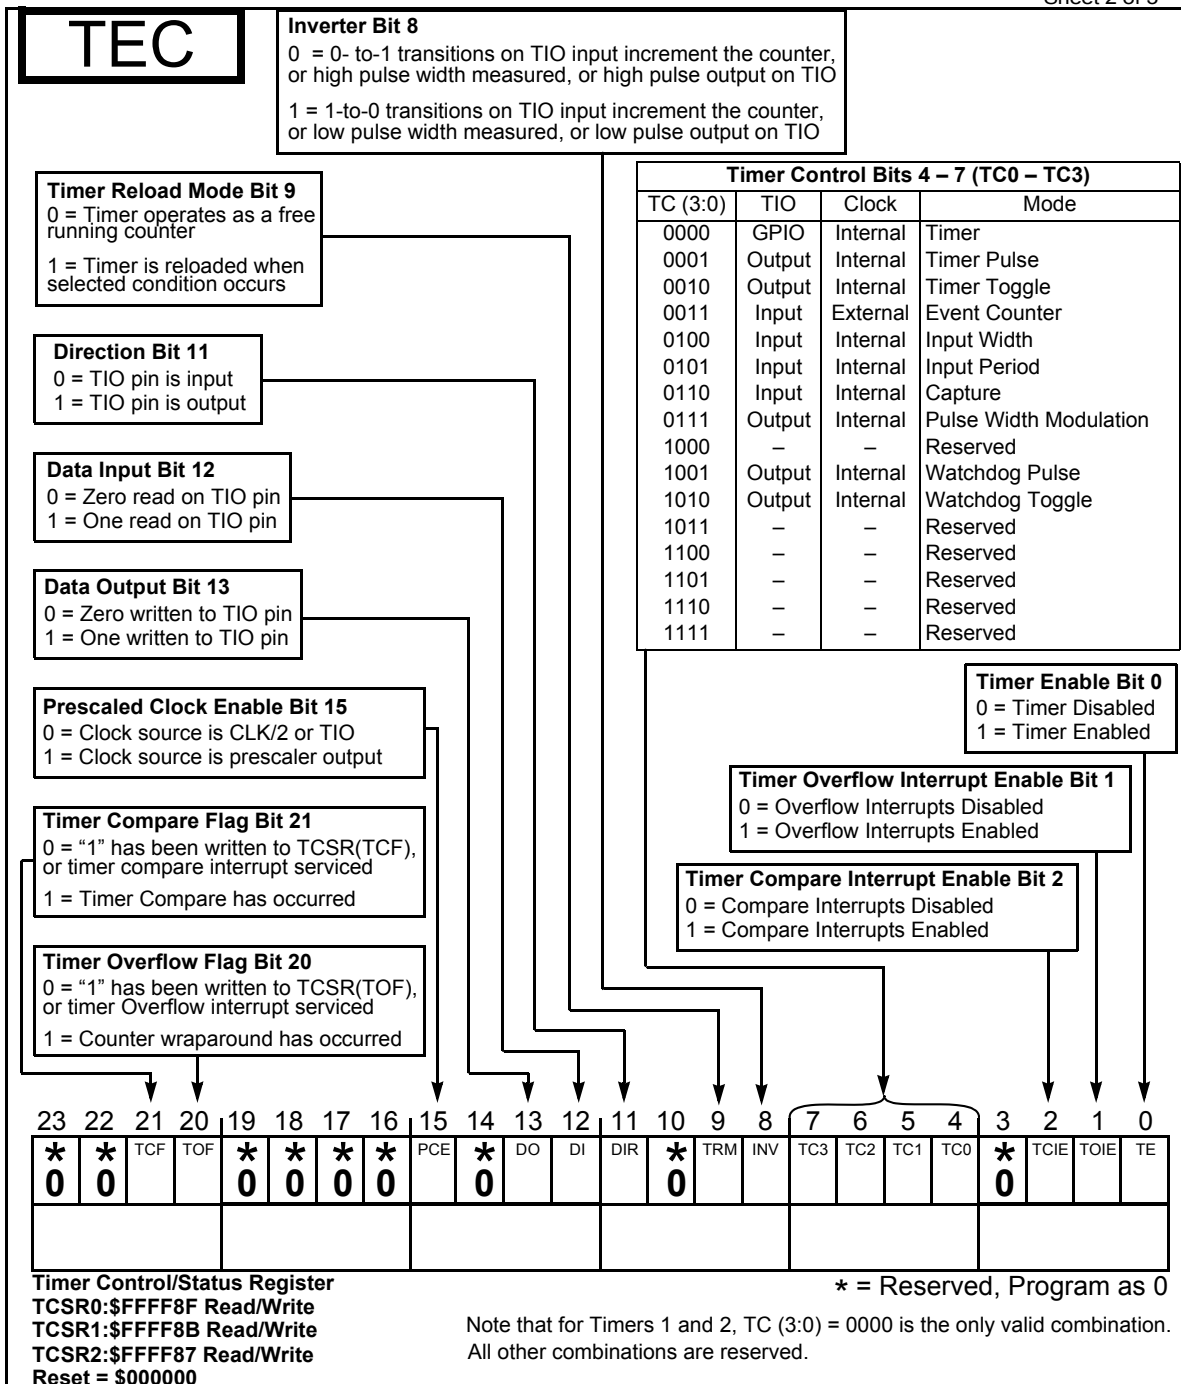 Sheet 2 of 3
TEC
Inverter Bit 8
0 = 0- to-1 transitions on TIO input increment the counter,
or high pulse width measured, or high pulse output on TIO
1 = 1-to-0 transitions on TIO input increment the counter,
or low pulse width measured, or low pulse output on TIO
Timer Reload Mode Bit 9
0 = Timer operates as a free
running counter
1 = Timer is reloaded when
selected condition occurs
Direction Bit 11
0 = TIO pin is input
1 = TIO pin is output
Data Input Bit 12
0 = Zero read on TIO pin
1 = One read on TIO pin
Data Output Bit 13
0 = Zero written to TIO pin
1 = One written to TIO pin
Prescaled Clock Enable Bit 15
0 = Clock source is CLK/2 or TIO
1 = Clock source is prescaler output
Timer Compare Flag Bit 21
0 = “1” has been written to TCSR(TCF),
or timer compare interrupt serviced
1 = Timer Compare has occurred
Timer Overflow Flag Bit 20
0 = “1” has been written to TCSR(TOF),
or timer Overflow interrupt serviced
1 = Counter wraparound has occurred
Timer Control Bits 4 – 7 (TC0 – TC3)
TC (3:0) TIO Clock Mode
0000 GPIO Internal Timer
0001 Output Internal Timer Pulse
0010 Output Internal Timer Toggle
0011 Input External Event Counter
0100 Input Internal Input Width
0101 Input Internal Input Period
0110 Input Internal Capture
0111 Output Internal Pulse Width Modulation
1000 – – Reserved
1001 Output Internal Watchdog Pulse
1010 Output Internal Watchdog Toggle
1011 – – Reserved
1100 – – Reserved
1101 – – Reserved
1110 – – Reserved
1111 – – Reserved
Timer Enable Bit 0
0 = Timer Disabled
1 = Timer Enabled
Timer Overflow Interrupt Enable Bit 1
0 = Overflow Interrupts Disabled
1 = Overflow Interrupts Enabled
Timer Compare Interrupt Enable Bit 2
0 = Compare Interrupts Disabled
1 = Compare Interrupts Enabled
23 22 21 20 19 18 17 16 15 14 13 12 11 10 9 8 7 6 5 4 3 2 1 0
* * TCF TOF * * * * PCE * DO DI DIR * TRM INV TC3 TC2 TC1 TC0 * TCIE TOIE TE
0 0 0 0 0 0 0 0 0
Timer Control/Status Register
TCSR0:$FFFF8F Read/Write
TCSR1:$FFFF8B Read/Write
TCSR2:$FFFF87 Read/Write
Reset = $000000
* = Reserved, Program as 0
Note that for Timers 1 and 2, TC (3:0) = 0000 is the only valid combination.
All other combinations are reserved.